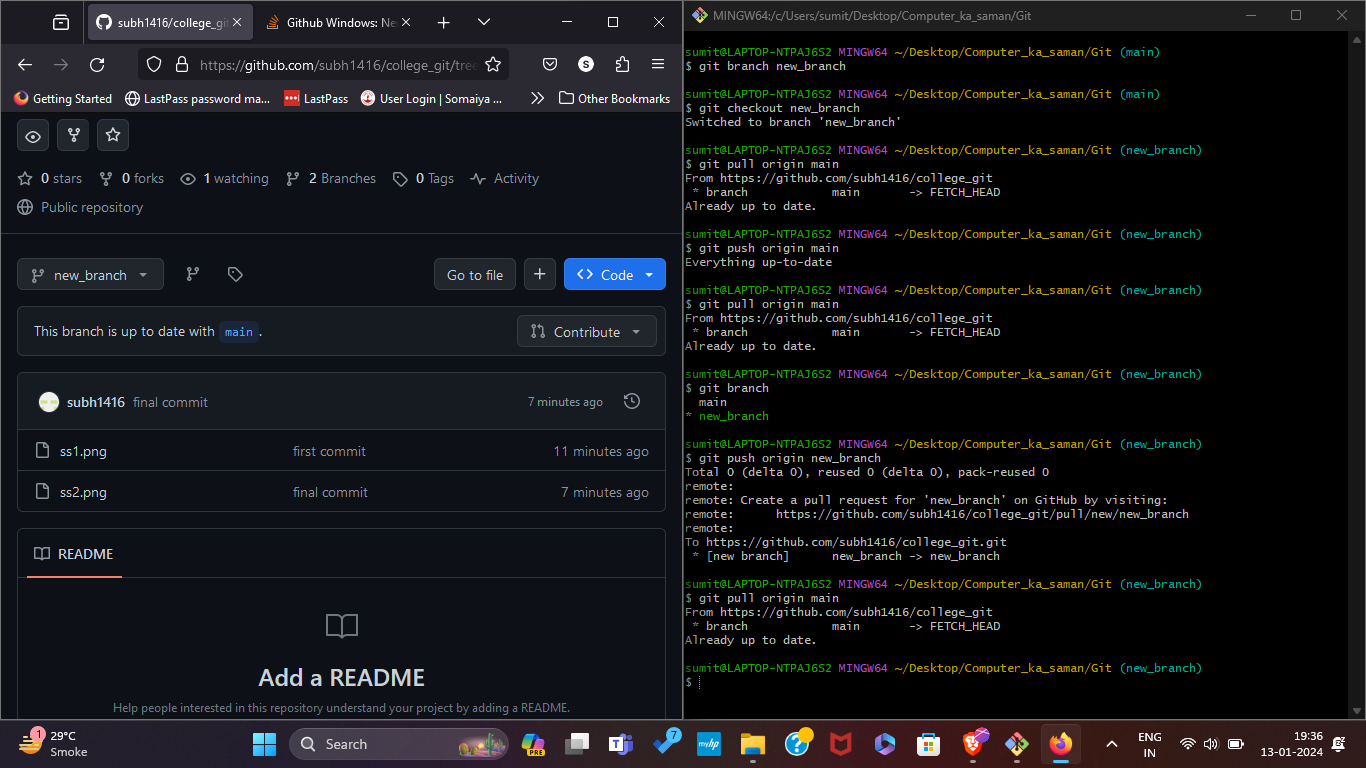 subh1416/college_git
Github Windows: Ne
https://github.com/subh1416/college_git/tree
S
Getting Started
LastPass password ma...
LastPass
User Login | Somaiya ...
Other Bookmarks
0 stars
0 forks
1 watching
2 Branches
0 Tags
Activity
Public repository
new_branch
Go to file
+
<> Code
This branch is up to date with main .
Contribute
subh1416 final commit 7 minutes ago
ss1.png first commit 11 minutes ago
ss2.png final commit 7 minutes ago
README
Add a README
Help people interested in this repository understand your project by adding a README.
MINGW64:/c/Users/sumit/Desktop/Computer_ka_saman/Git
sumit@LAPTOP-NTPAJ6S2 MINGW64 ~/Desktop/Computer_ka_saman/Git (main)
$ git branch new_branch
sumit@LAPTOP-NTPAJ6S2 MINGW64 ~/Desktop/Computer_ka_saman/Git (main)
$ git checkout new_branch
Switched to branch 'new_branch'
sumit@LAPTOP-NTPAJ6S2 MINGW64 ~/Desktop/Computer_ka_saman/Git (new_branch)
$ git pull origin main
From https://github.com/subh1416/college_git
 * branch            main       -> FETCH_HEAD
Already up to date.
sumit@LAPTOP-NTPAJ6S2 MINGW64 ~/Desktop/Computer_ka_saman/Git (new_branch)
$ git push origin main
Everything up-to-date
sumit@LAPTOP-NTPAJ6S2 MINGW64 ~/Desktop/Computer_ka_saman/Git (new_branch)
$ git pull origin main
From https://github.com/subh1416/college_git
 * branch            main       -> FETCH_HEAD
Already up to date.
sumit@LAPTOP-NTPAJ6S2 MINGW64 ~/Desktop/Computer_ka_saman/Git (new_branch)
$ git branch
  main
* new_branch
sumit@LAPTOP-NTPAJ6S2 MINGW64 ~/Desktop/Computer_ka_saman/Git (new_branch)
$ git push origin new_branch
Total 0 (delta 0), reused 0 (delta 0), pack-reused 0
remote:
remote: Create a pull request for 'new_branch' on GitHub by visiting:
remote:      https://github.com/subh1416/college_git/pull/new/new_branch
remote:
To https://github.com/subh1416/college_git.git
 * [new branch]      new_branch -> new_branch
sumit@LAPTOP-NTPAJ6S2 MINGW64 ~/Desktop/Computer_ka_saman/Git (new_branch)
$ git pull origin main
From https://github.com/subh1416/college_git
 * branch            main       -> FETCH_HEAD
Already up to date.
sumit@LAPTOP-NTPAJ6S2 MINGW64 ~/Desktop/Computer_ka_saman/Git (new_branch)
$
1
29°C
Smoke
Search
PRE
7
myhp
ENG
IN
19:36
13-01-2024